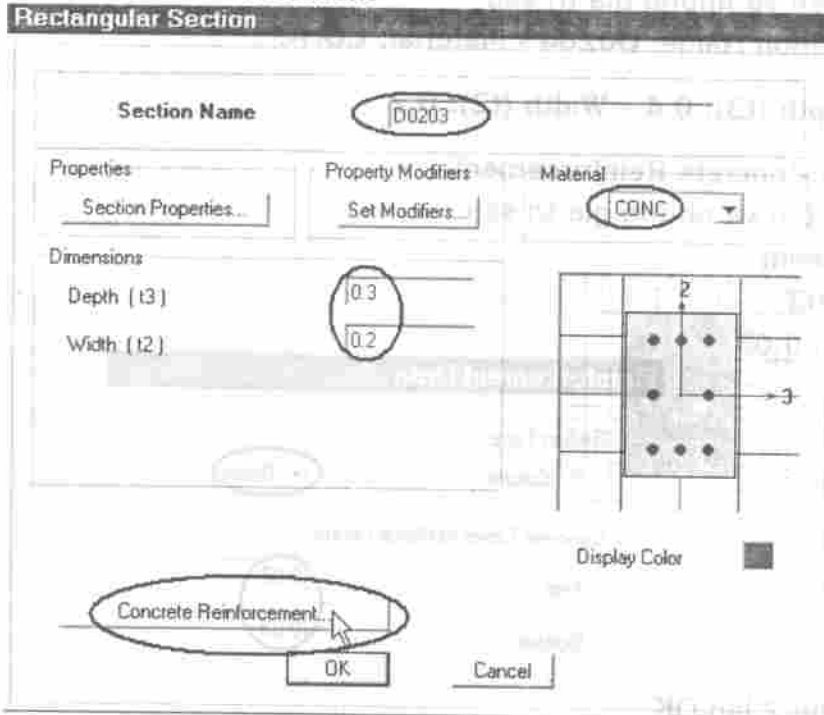 Rectangular Section
Section Name D0203
Properties Property Modifiers Material
Section Properties... Set Modifiers... CONC
Dimensions
Depth ( t3 ) 0.3
Width ( t2 ) 0.2
2
3
Display Color
Concrete Reinforcement...
OK Cancel